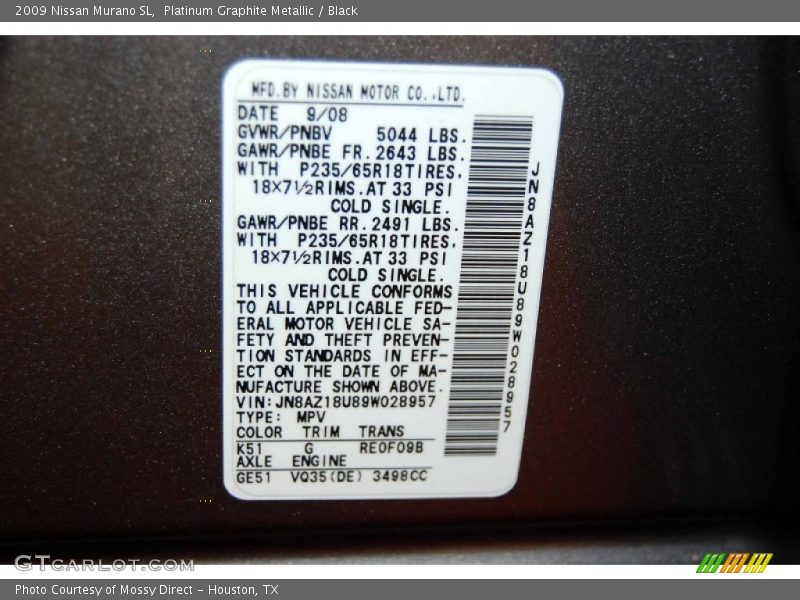 2009 Nissan Murano SL,  Platinum Graphite Metallic / Black
MFD.BY NISSAN MOTOR CO.,LTD.
DATE 9/08
GVWR/PNBV 5044 LBS.
GAWR/PNBE FR.2643 LBS.
WITH P235/65R18TIRES,
18X7½RIMS.AT 33 PSI
COLD SINGLE.
GAWR/PNBE RR.2491 LBS.
WITH P235/65R18TIRES,
18X7½RIMS.AT 33 PSI
COLD SINGLE.
THIS VEHICLE CONFORMS
TO ALL APPLICABLE FED-
ERAL MOTOR VEHICLE SA-
FETY AND THEFT PREVEN-
TION STANDARDS IN EFF-
ECT ON THE DATE OF MA-
NUFACTURE SHOWN ABOVE.
VIN:JN8AZ18U89W028957
TYPE: MPV
COLOR TRIM TRANS
K51 G RE0F09B
AXLE ENGINE
GE51 VQ35(DE) 3498CC
JN8AZ18U89W028957
GTCARLOT.COM
Photo Courtesy of Mossy Direct - Houston, TX